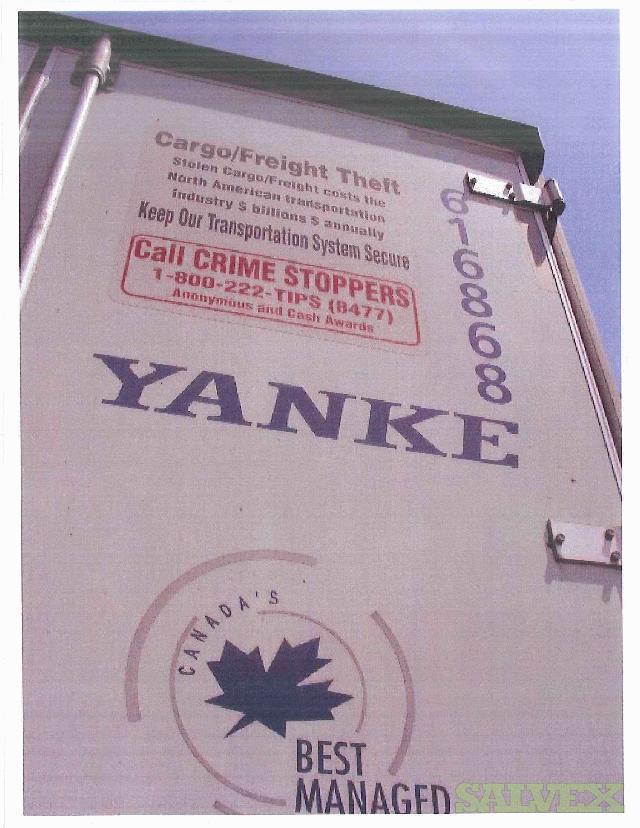 Cargo/Freight Theft
Stolen Cargo/Freight costs the
North American transportation
industry $ billions $ annually
Keep Our Transportation System Secure
Call CRIME STOPPERS
1-800-222-TIPS (8477)
Anonymous and Cash Awards
616868
YANKE
CANADA'S
BEST
MANAGED
SALVEX